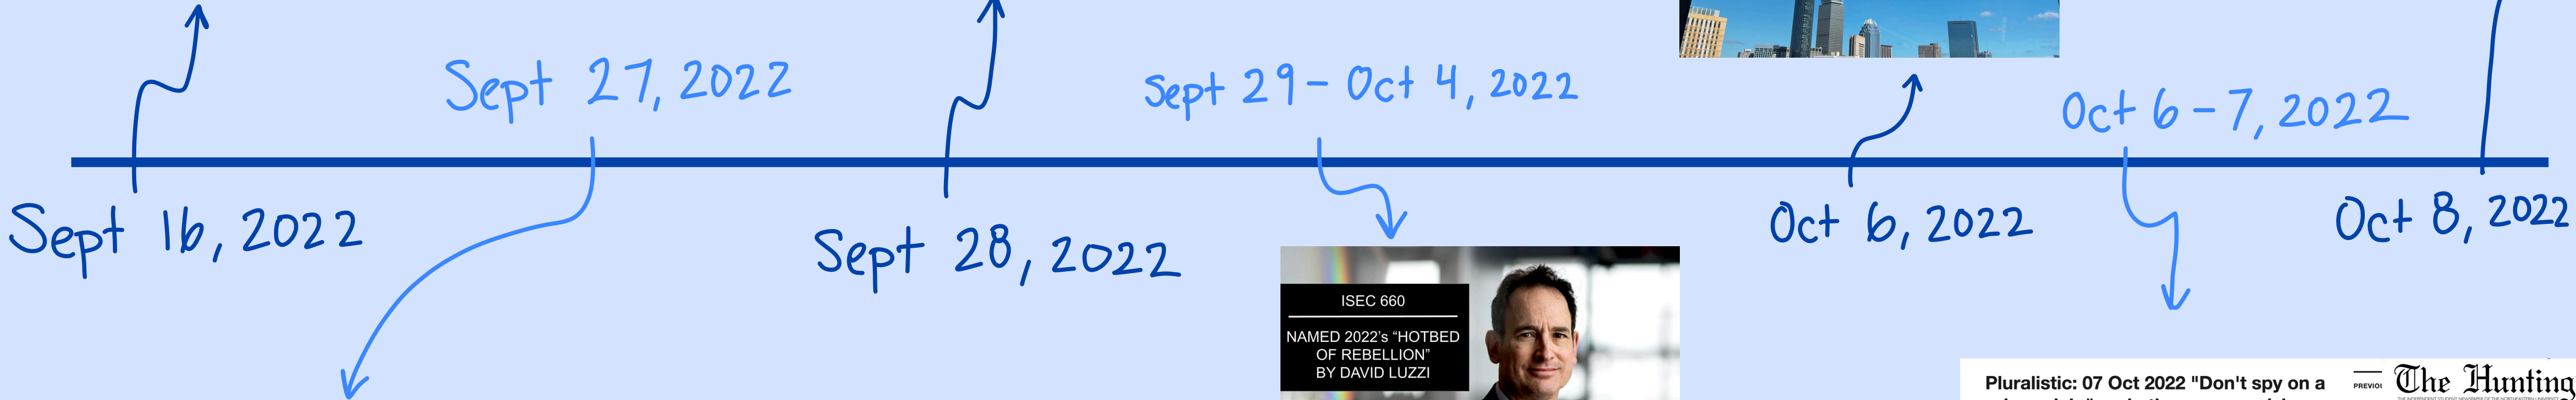 Sept 27, 2022
Sept 29 - Oct 4, 2022
Oct 6 - 7, 2022
Sept 16, 2022
Sept 28, 2022
Oct 6, 2022
Oct 8, 2022
ISEC 660
NAMED 2022's "HOTBED
OF REBELLION"
BY DAVID LUZZI
Pluralistic: 07 Oct 2022 "Don't spy on a
The Hunting